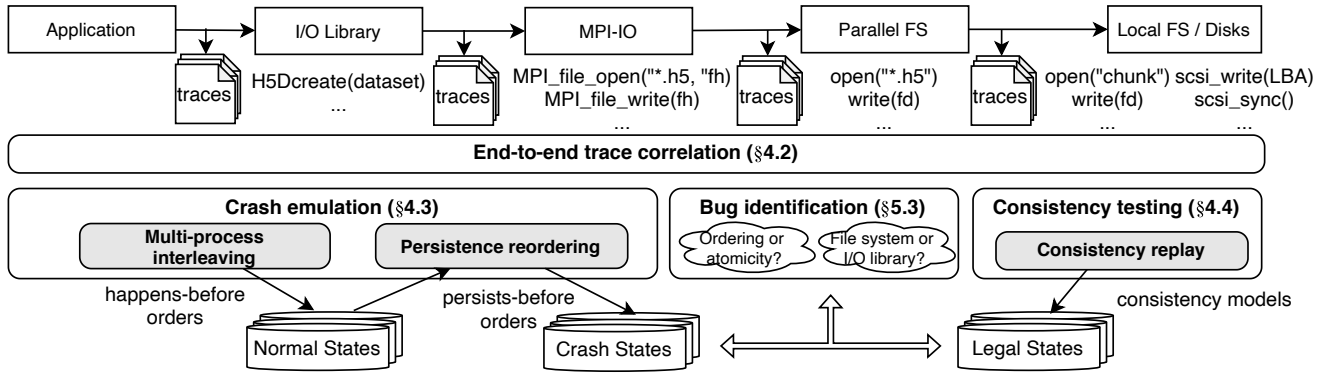 Application
I/O Library
MPI-IO
Parallel FS
Local FS / Disks
traces
H5Dcreate(dataset)
...
traces
MPI_file_open("*.h5, "fh)
MPI_file_write(fh)
...
traces
open("*.h5")
write(fd)
...
traces
open("chunk")
write(fd)
...
scsi_write(LBA)
scsi_sync()
...
End-to-end trace correlation (§4.2)
Crash emulation (§4.3)
Multi-process
interleaving
Persistence reordering
happens-before
orders
persists-before
orders
Normal States
Crash States
Bug identification (§5.3)
Ordering or
atomicity?
File system or
I/O library?
Consistency testing (§4.4)
Consistency replay
consistency models
Legal States